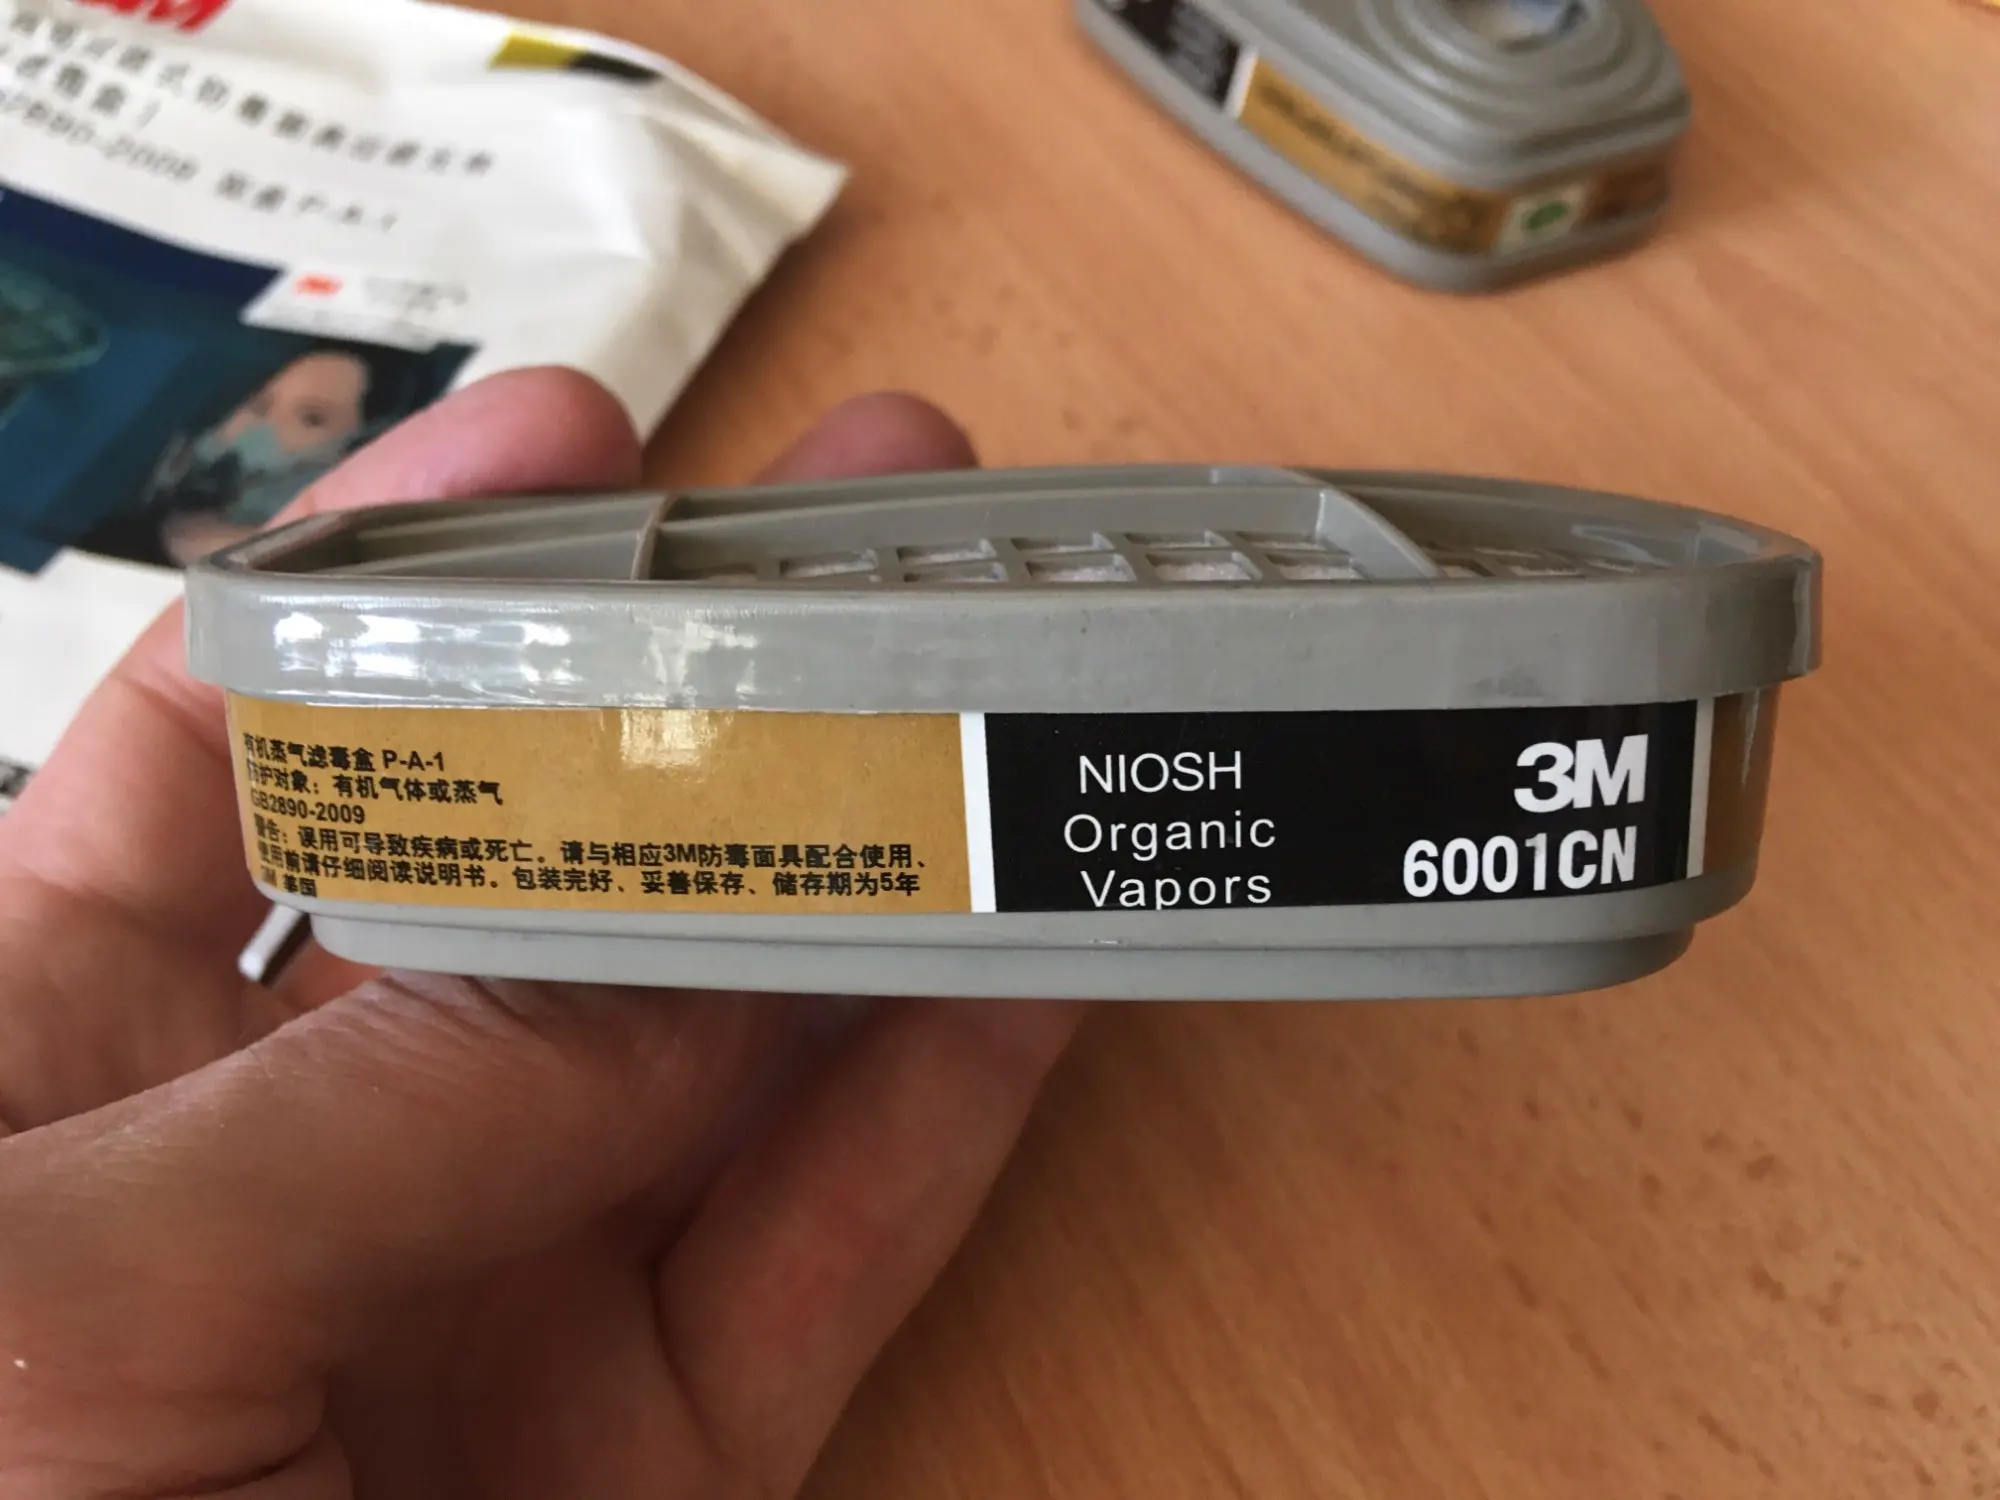 有机蒸气滤毒盒 P-A-1
防护对象：有机气体或蒸气
GB2890-2009
警告：误用可导致疾病或死亡。请与相应3M防毒面具配合使用、
使用前请仔细阅读说明书。包装完好、妥善保存、储存期为5年
3M 美国
NIOSH
Organic
Vapors
3M
6001CN
2890-2009 P-A-1
3M